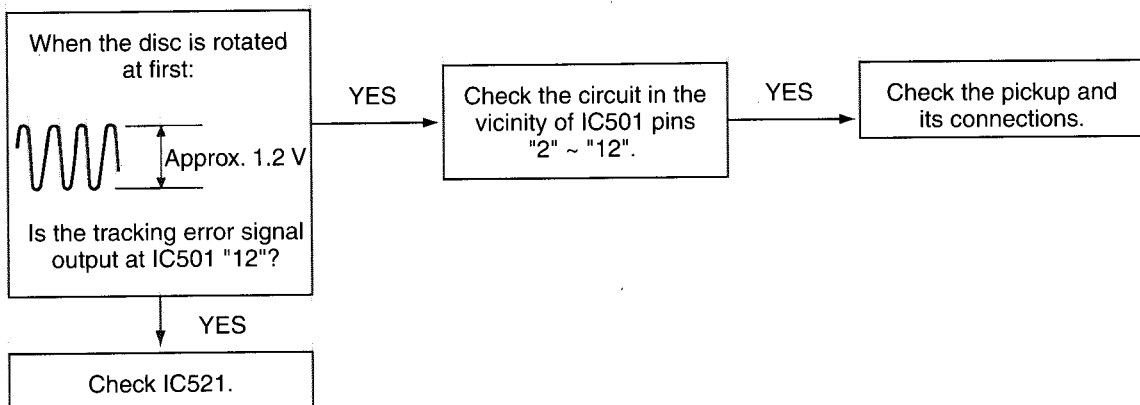 When the disc is rotated
at first:
Approx. 1.2 V
Is the tracking error signal
output at IC501 "12"?
YES
Check the circuit in the
vicinity of IC501 pins
"2" ~ "12".
YES
Check the pickup and
its connections.
YES
Check IC521.